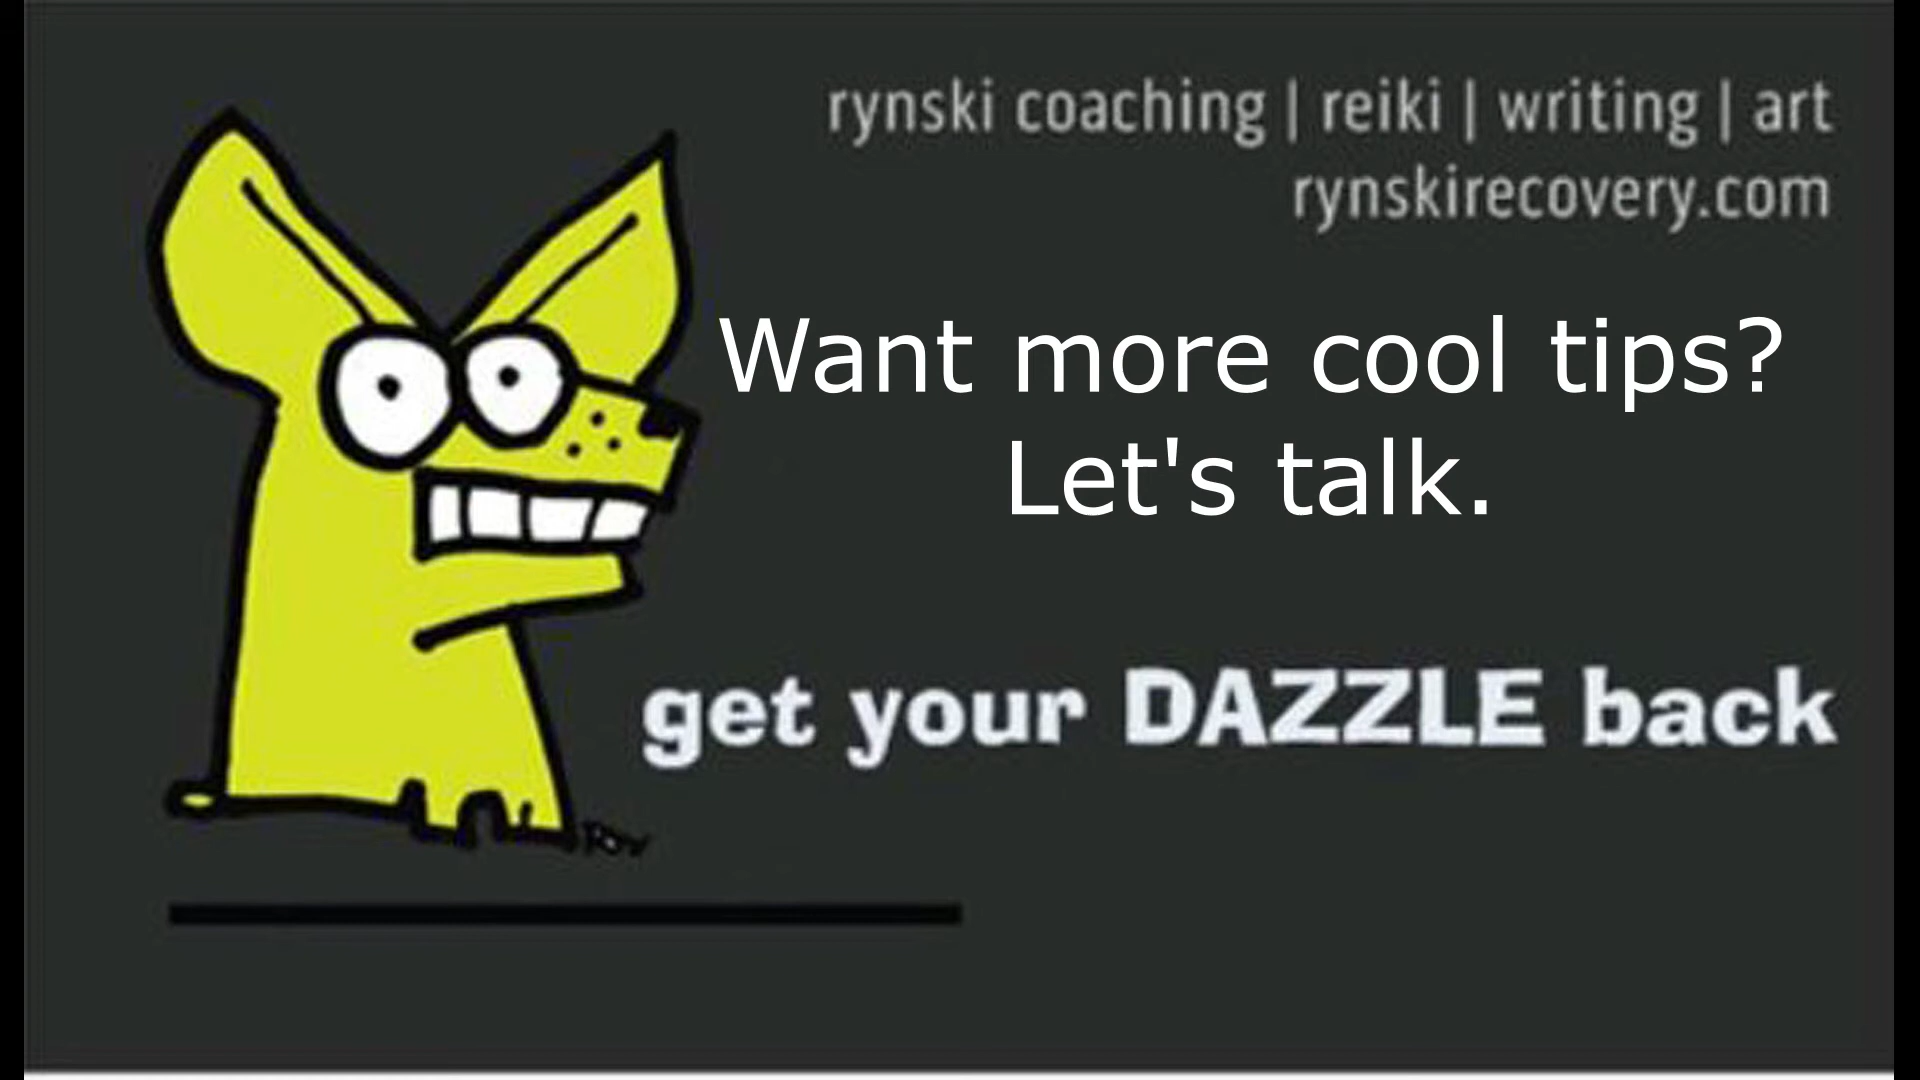 rynski coaching | reiki | writing | art
rynskirecovery.com
Want more cool tips?
Let's talk.
get your DAZZLE back